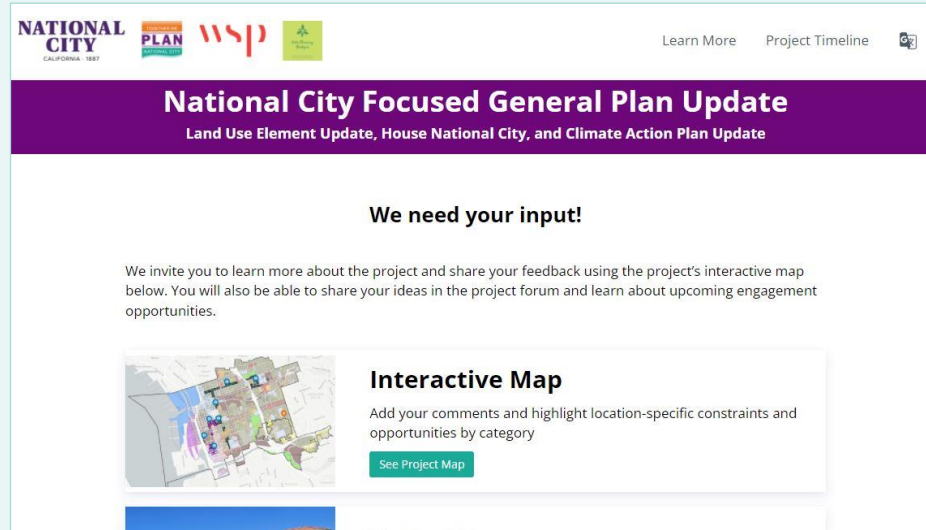 NATIONAL
CITY
CALIFORNIA - 1887
TOGETHER WE
PLAN
NATIONAL CITY
wsp
Learn More
Project Timeline
National City Focused General Plan Update
Land Use Element Update, House National City, and Climate Action Plan Update
We need your input!
We invite you to learn more about the project and share your feedback using the project's interactive map
below. You will also be able to share your ideas in the project forum and learn about upcoming engagement
opportunities.
Interactive Map
Add your comments and highlight location-specific constraints and
opportunities by category
See Project Map